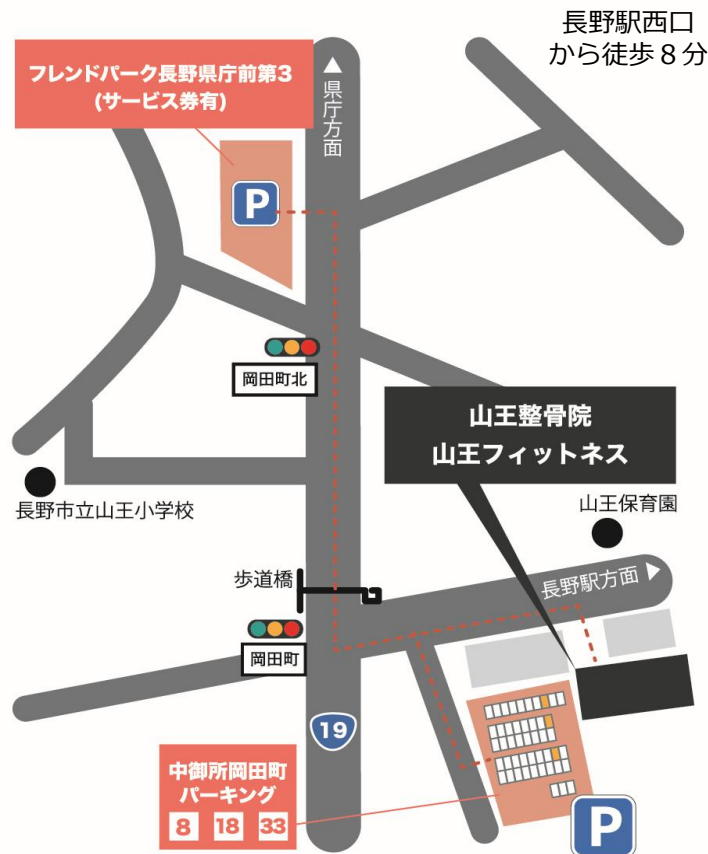 長野駅西口
から徒歩８分
フレンドパーク長野県庁前第3
(サービス券有)
▲県庁方面
P
岡田町北
山王整骨院
山王フィットネス
長野市立山王小学校
山王保育園
歩道橋
長野駅方面▶
岡田町
19
中御所岡田町
パーキング
8 18 33
P